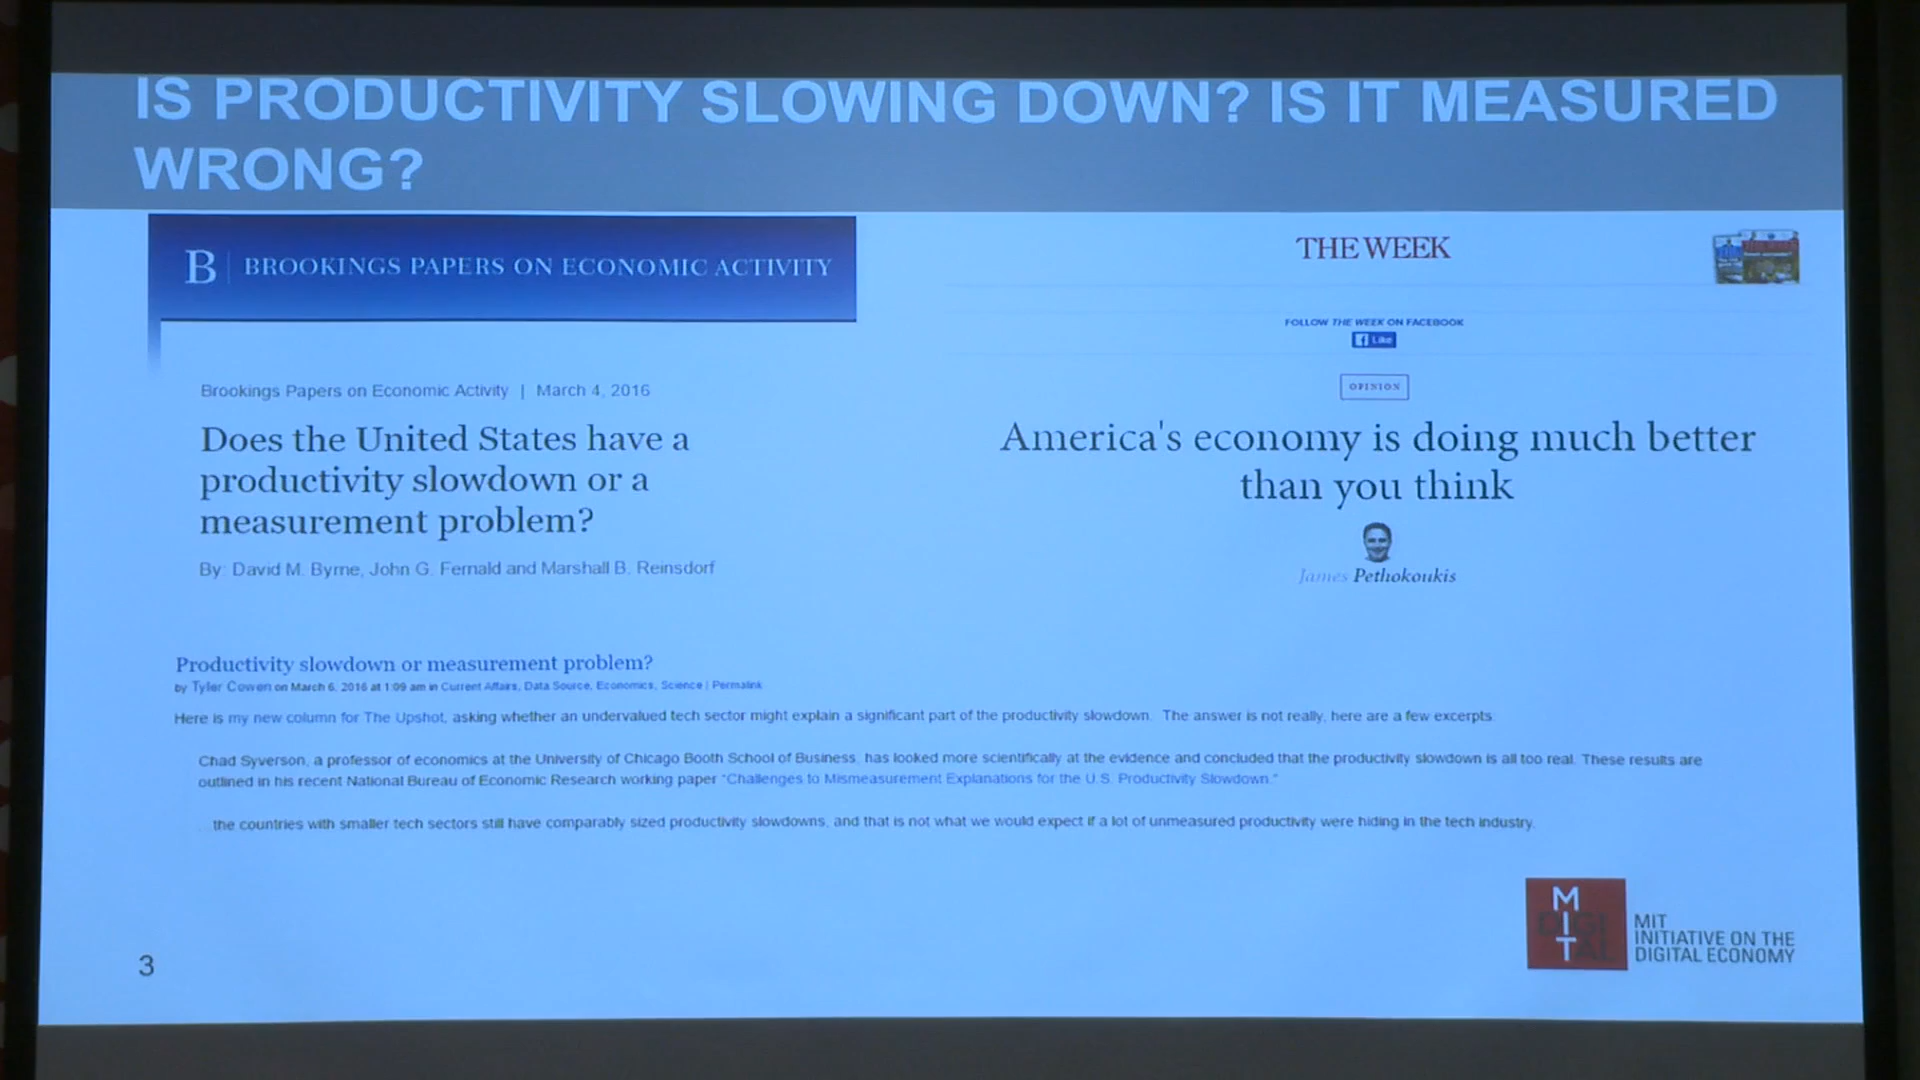 IS PRODUCTIVITY SLOWING DOWN? IS IT MEASURED
WRONG?
B | BROOKINGS PAPERS ON ECONOMIC ACTIVITY
Brookings Papers on Economic Activity | March 4, 2016
Does the United States have a
productivity slowdown or a
measurement problem?
By: David M. Byrne, John G. Fernald and Marshall B. Reinsdorf
THE WEEK
FOLLOW THE WEEK ON FACEBOOK
Like
OPINION
America's economy is doing much better
than you think
James Pethokoukis
Productivity slowdown or measurement problem?
by Tyler Cowen on March 6, 2016 at 1:09 am in Current Affairs, Data Source, Economics, Science | Permalink
Here is my new column for The Upshot, asking whether an undervalued tech sector might explain a significant part of the productivity slowdown. The answer is not really, here are a few excerpts:
Chad Syverson, a professor of economics at the University of Chicago Booth School of Business, has looked more scientifically at the evidence and concluded that the productivity slowdown is all too real. These results are
outlined in his recent National Bureau of Economic Research working paper "Challenges to Mismeasurement Explanations for the U.S. Productivity Slowdown."
the countries with smaller tech sectors still have comparably sized productivity slowdowns, and that is not what we would expect if a lot of unmeasured productivity were hiding in the tech industry.
3
M
DIGI
TAL
MIT
INITIATIVE ON THE
DIGITAL ECONOMY